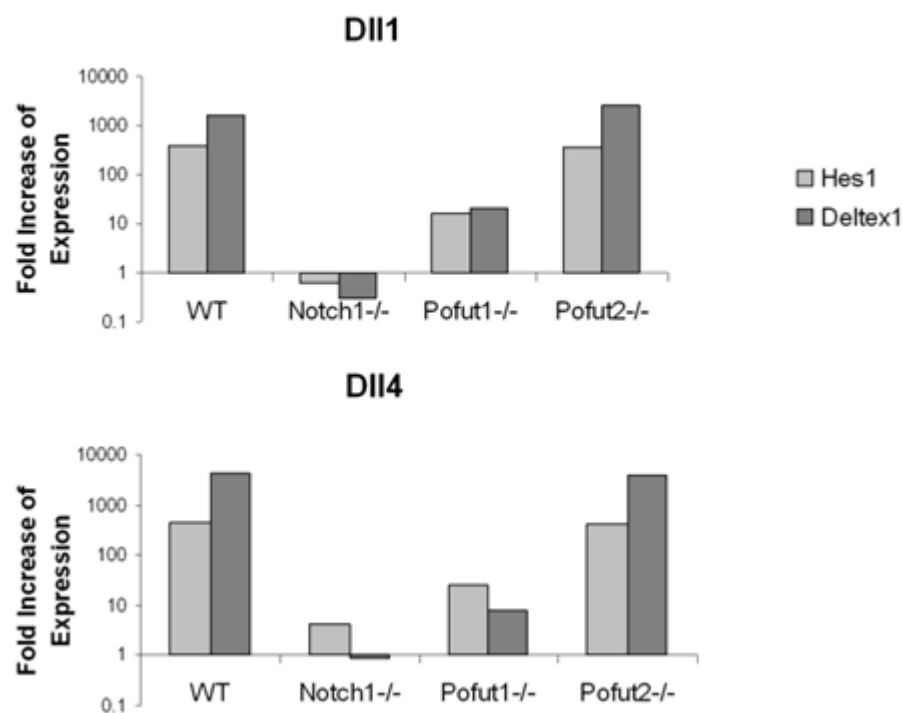 Dll1
Fold Increase of
Expression
10000
1000
100
10
1
0.1
WT
Notch1-/-
Pofut1-/-
Pofut2-/-
Hes1
Deltex1
Dll4
Fold Increase of
Expression
10000
1000
100
10
1
0.1
WT
Notch1-/-
Pofut1-/-
Pofut2-/-